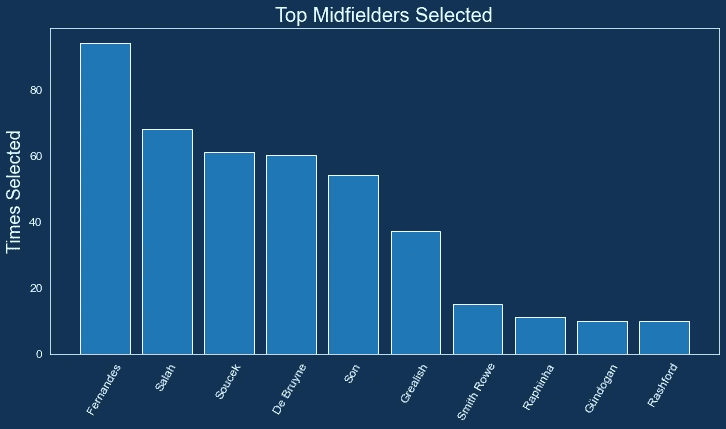 Top Midfielders Selected
Times Selected
80
60
40
20
0
Fernandes
Salah
Soucek
De Bruyne
Son
Grealish
Smith Rowe
Raphinha
Gündogan
Rashford